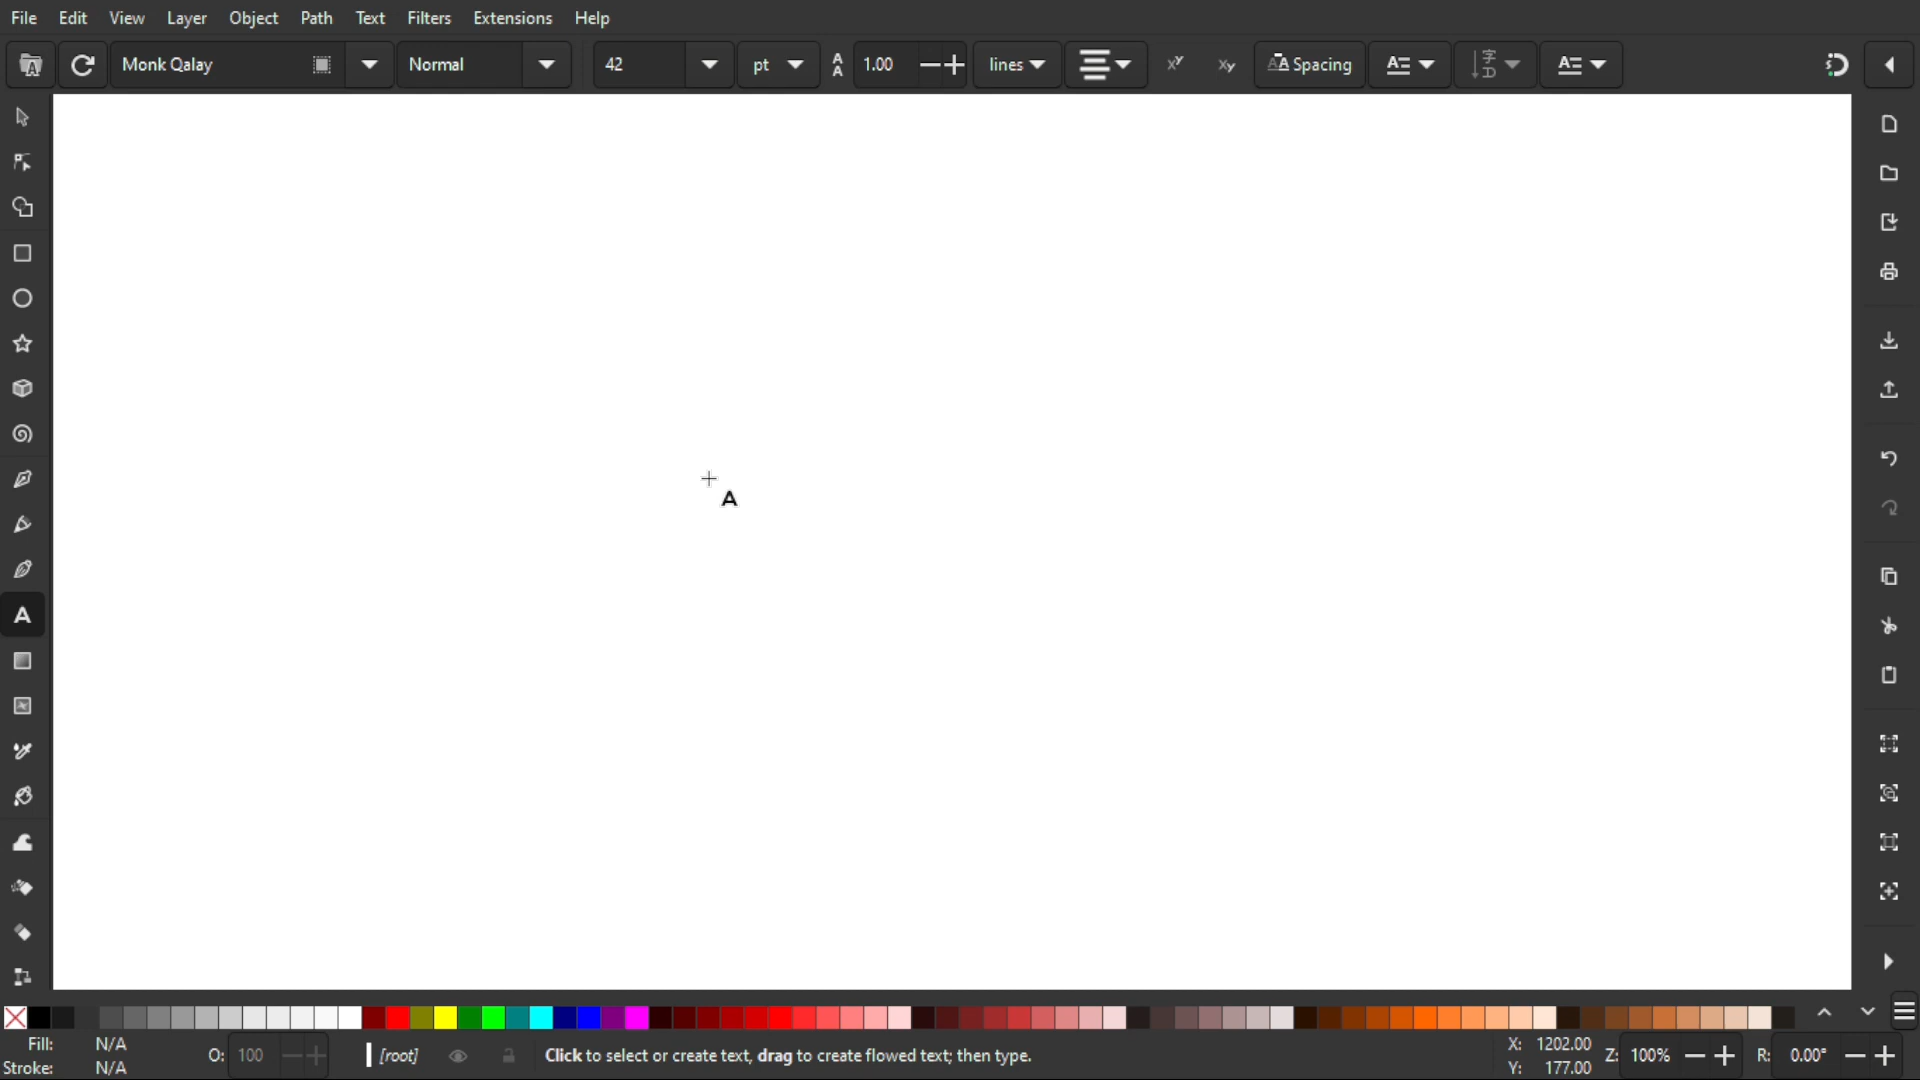 File Edit View Layer Object Path Text Filters Extensions Help
Monk Qalay Normal 42 pt 1.00 lines Spacing
Fill: N/A O: 100 [root] Click to select or create text, drag to create flowed text; then type. X: 1202.00 Z: 100% R: 0.00°
Stroke: N/A Y: 177.00